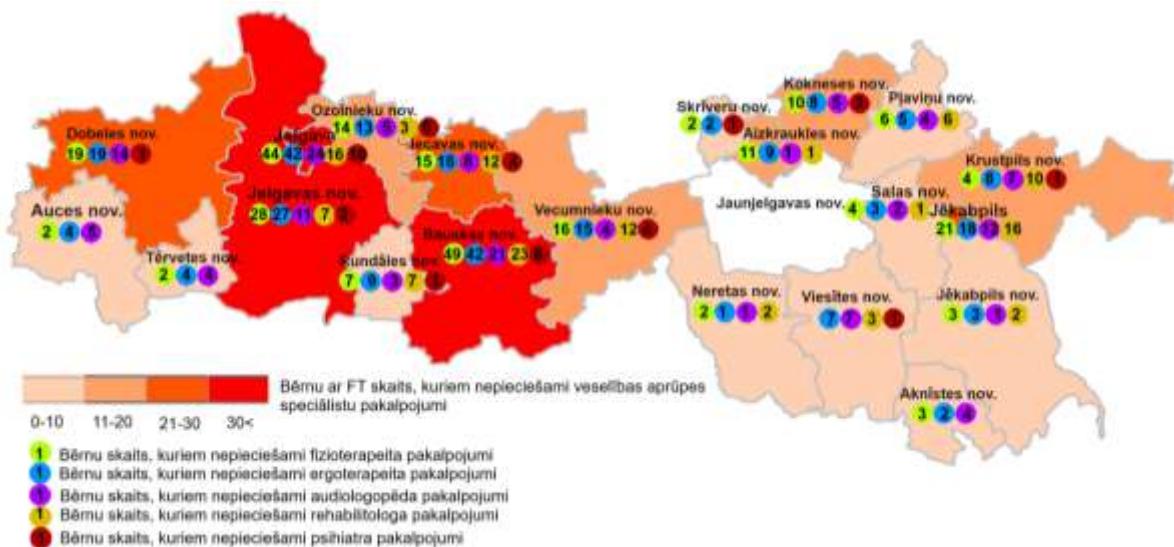 Dobeles nov.
19 19 14
Auces nov.
2 4 5
Tērvetes nov.
2 4 4
Ozolnieku nov.
14 13 5 3
Jelgava
44 42 24 16
Jelgavas nov.
28 27 11 7
Iecavas nov.
15 8 12
Bauskas nov.
49 42 21 23
Rundāles nov.
7 9 3 7
Vecumnieku nov.
16 15 4 12
Skrīveru nov.
2 2
Kokneses nov.
10 8 5
Pļaviņu nov.
6 5 4 6
Aizkraukles nov.
11 9 1 1
Krustpils nov.
4 10
Jaunjelgavas nov.
Salas nov.
4 3 2 1
Jēkabpils
21 18 16
Neretas nov.
2 1 1 2
Viesītes nov.
7 7 3
Jēkabpils nov.
3 3 1 2
Aknīstes nov.
3 2 4
0-10 11-20 21-30 30<
Bērnu ar FT skaits, kuriem nepieciešami veselības aprūpes
speciālistu pakalpojumi
1 Bērnu skaits, kuriem nepieciešami fizioterapeita pakalpojumi
1 Bērnu skaits, kuriem nepieciešami ergoterapeita pakalpojumi
1 Bērnu skaits, kuriem nepieciešami audiologopēda pakalpojumi
1 Bērnu skaits, kuriem nepieciešami rehabilitologa pakalpojumi
1 Bērnu skaits, kuriem nepieciešami psihiatra pakalpojumi